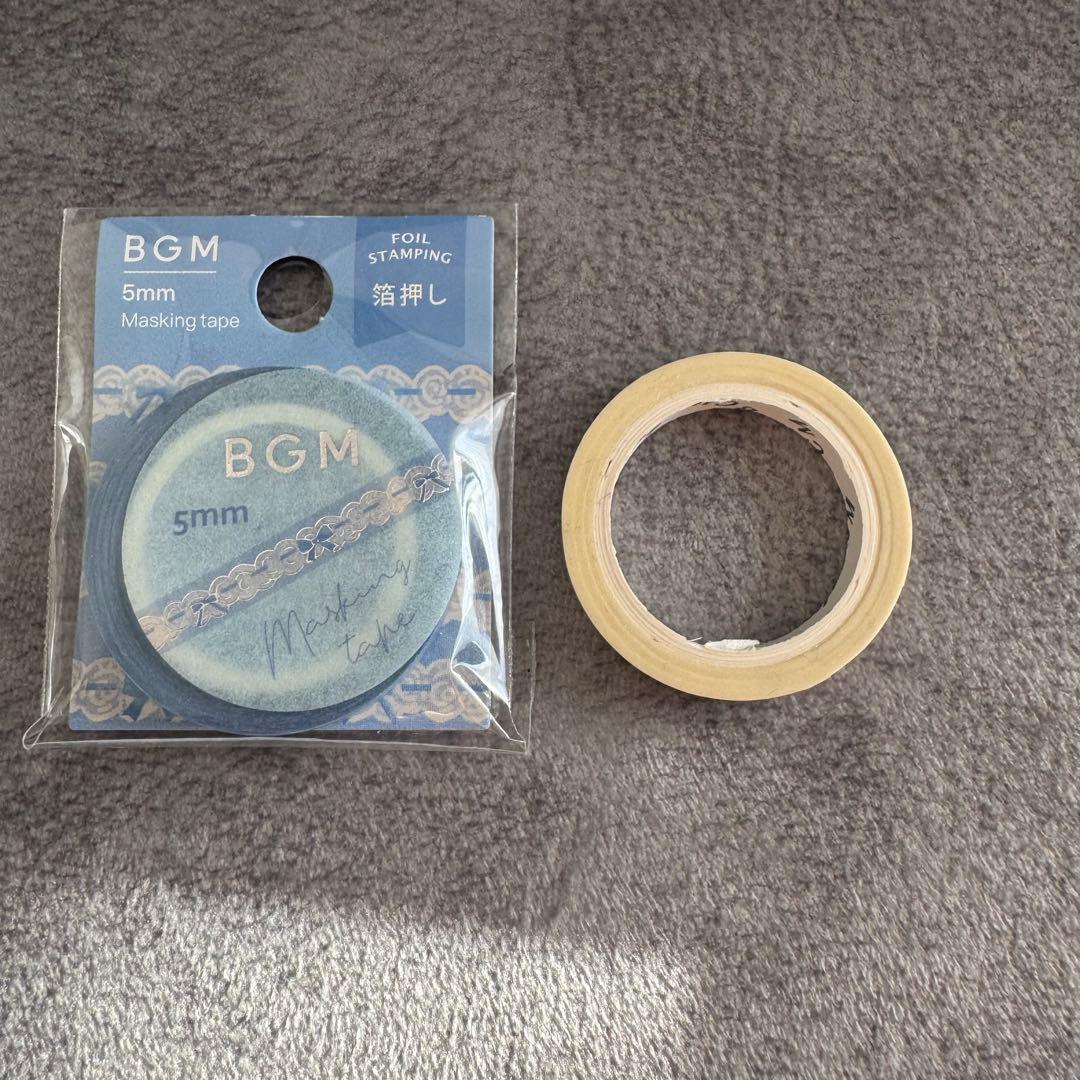 BGM
5mm
Masking tape
FOIL
STAMPING
箔押し
BGM
5mm
Masking
tape